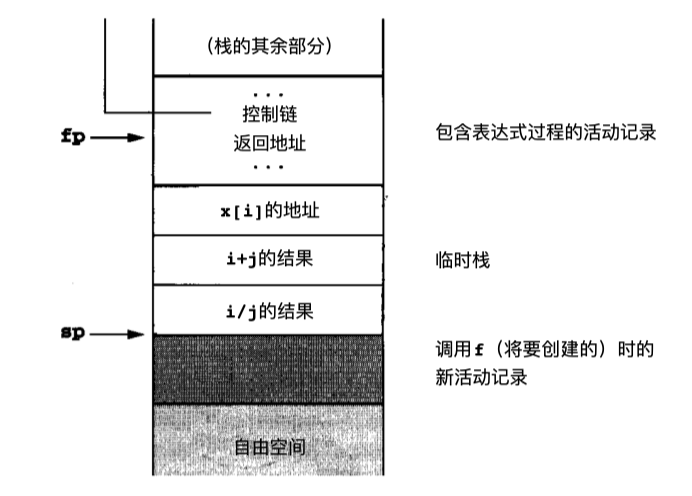 （栈的其余部分）
...
控制链
fp
返回地址
包含表达式过程的活动记录
...
x[i]的地址
i+j的结果
临时栈
i/j的结果
sp
调用f（将要创建的）时的
新活动记录
自由空间